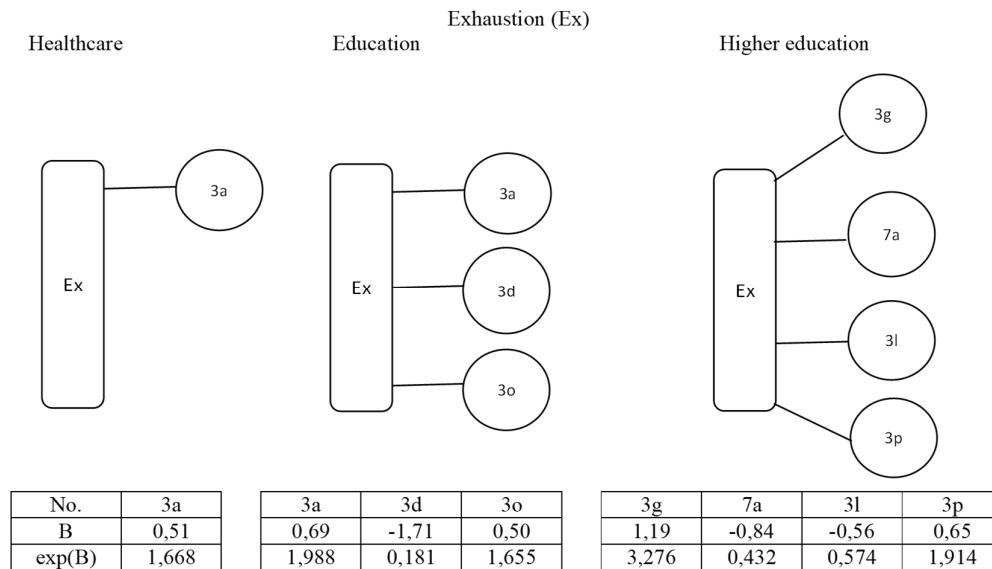 Exhaustion (Ex)
Healthcare
Education
Higher education
Ex
3a
Ex
3a
3d
3o
Ex
3g
7a
3l
3p
No. 3a
B 0,51
exp(B) 1,668
3a 3d 3o
0,69 -1,71 0,50
1,988 0,181 1,655
3g 7a 3l 3p
1,19 -0,84 -0,56 0,65
3,276 0,432 0,574 1,914